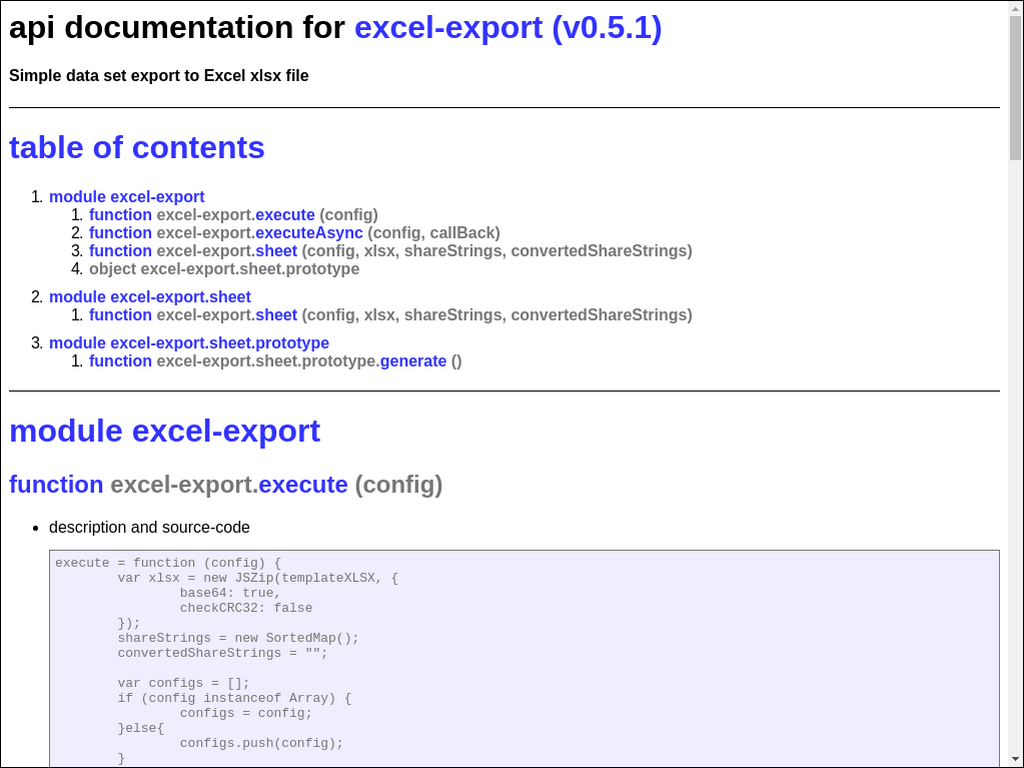 api documentation for excel-export (v0.5.1)
Simple data set export to Excel xlsx file
table of contents
1. module excel-export
1. function excel-export.execute (config)
2. function excel-export.executeAsync (config, callBack)
3. function excel-export.sheet (config, xlsx, shareStrings, convertedShareStrings)
4. object excel-export.sheet.prototype
2. module excel-export.sheet
1. function excel-export.sheet (config, xlsx, shareStrings, convertedShareStrings)
3. module excel-export.sheet.prototype
1. function excel-export.sheet.prototype.generate ()
module excel-export
function excel-export.execute (config)
• description and source-code
execute = function (config) {
        var xlsx = new JSZip(templateXLSX, {
                base64: true,
                checkCRC32: false
        });
        shareStrings = new SortedMap();
        convertedShareStrings = "";
        var configs = [];
        if (config instanceof Array) {
                configs = config;
        }else{
                configs.push(config);
        }